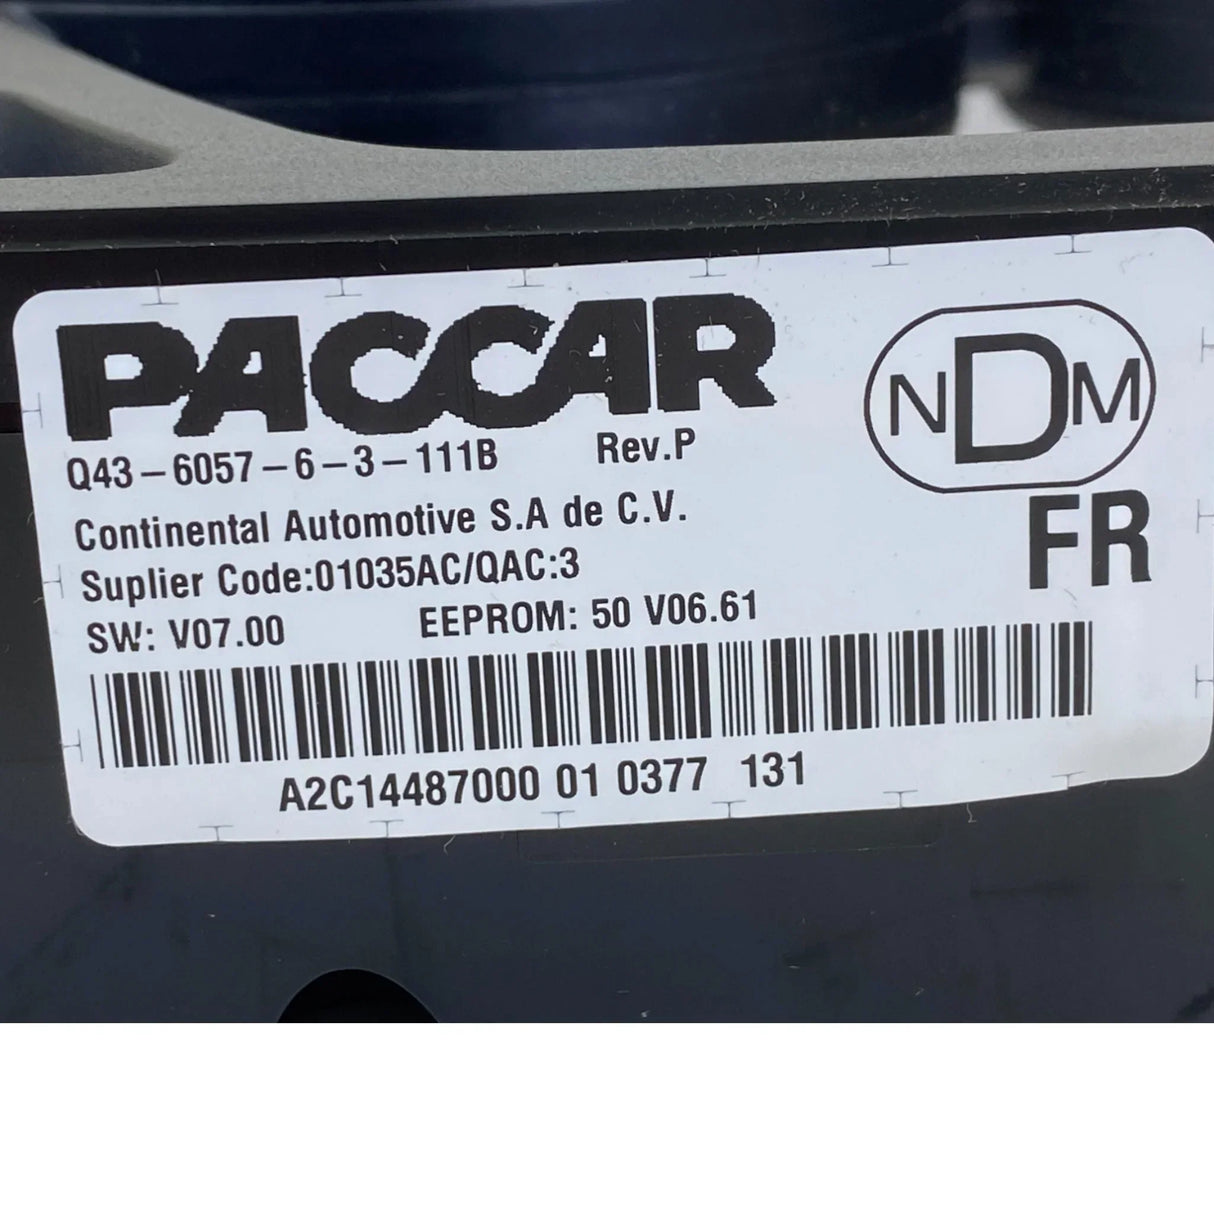 PACCAR
Q43-6057-6-3-111B Rev.P
NDM
FR
Continental Automotive S.A de C.V.
Suplier Code:01035AC/QAC:3
SW: V07.00 EEPROM: 50 V06.61
A2C14487000 01 0377 131